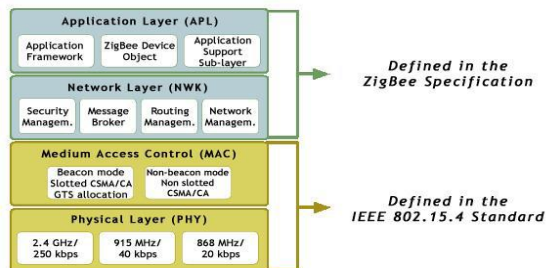 Application Layer (APL)
Application
Framework
ZigBee Device
Object
Application
Support
Sub-layer
Network Layer (NWK)
Security
Managem.
Message
Broker
Routing
Managem.
Network
Managem.
Medium Access Control (MAC)
Beacon mode
Slotted CSMA/CA
GTS allocation
Non-beacon mode
Non slotted
CSMA/CA
Physical Layer (PHY)
2.4 GHz/
250 kbps
915 MHz/
40 kbps
868 MHz/
20 kbps
Defined in the
ZigBee Specification
Defined in the
IEEE 802.15.4 Standard